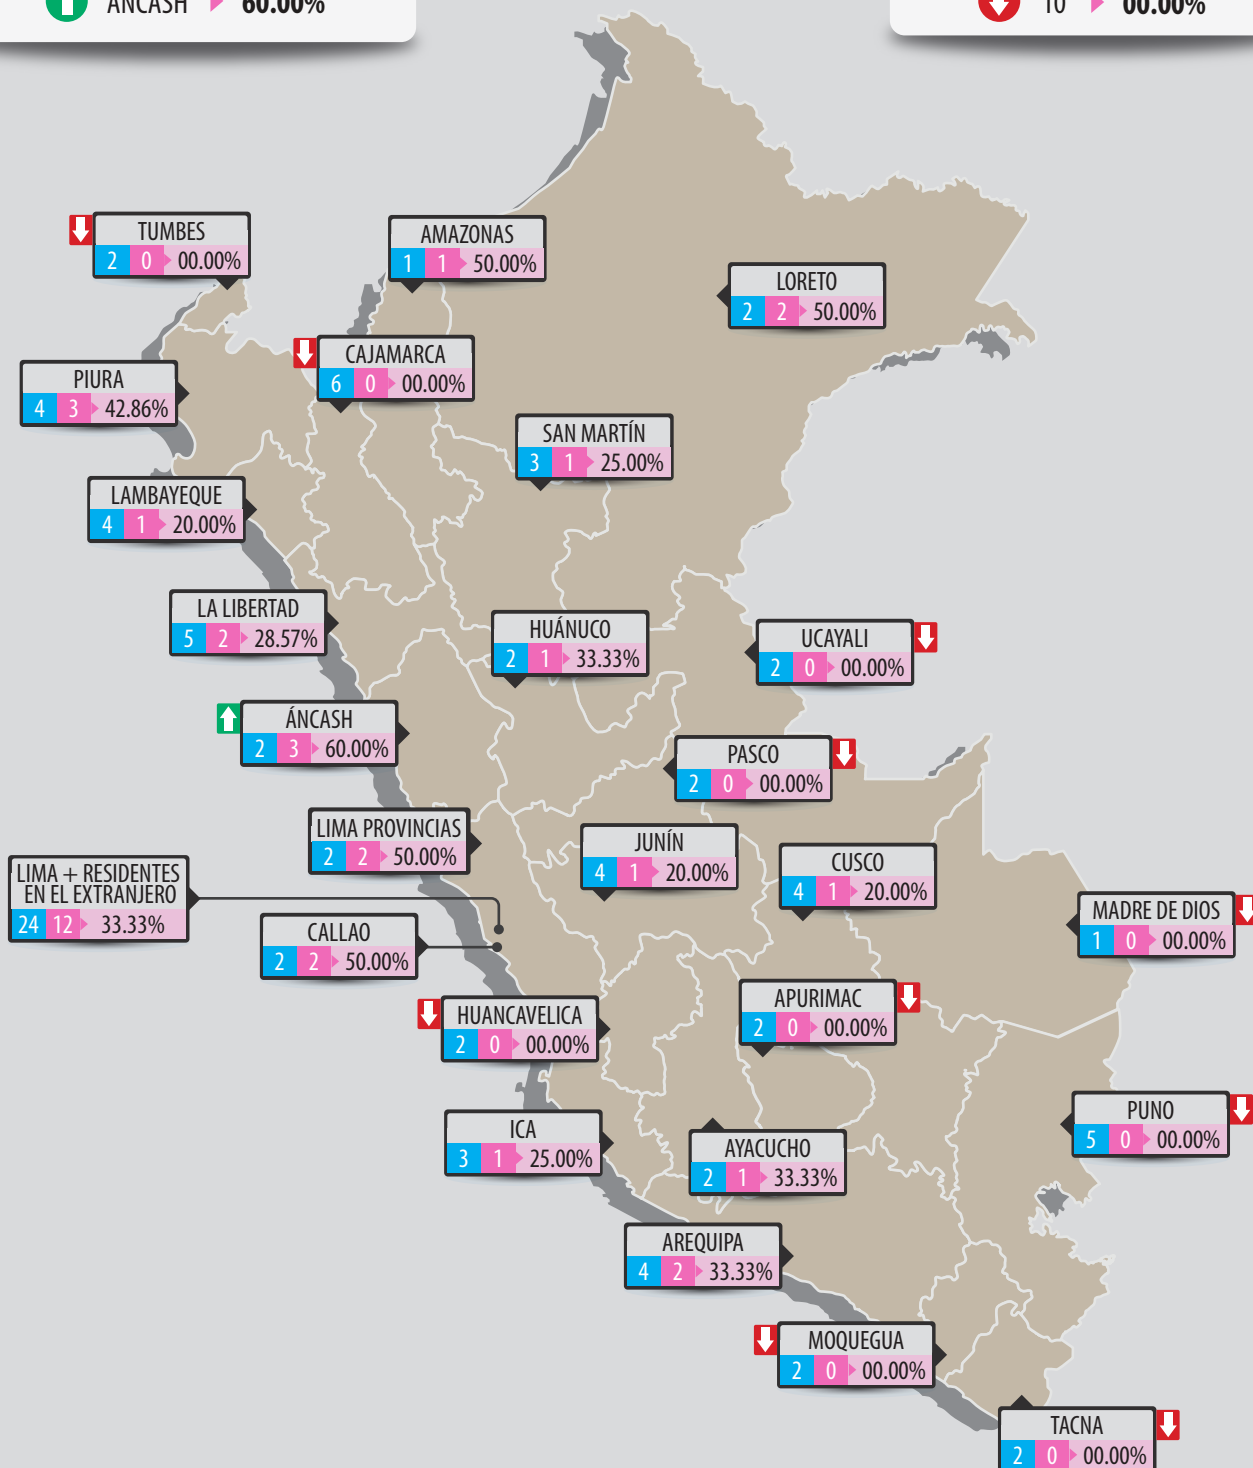 ÁNCASH 60.00%
10 00.00%
TUMBES
2 0 00.00%
AMAZONAS
1 1 50.00%
LORETO
2 2 50.00%
CAJAMARCA
6 0 00.00%
PIURA
4 3 42.86%
SAN MARTÍN
3 1 25.00%
LAMBAYEQUE
4 1 20.00%
LA LIBERTAD
5 2 28.57%
HUÁNUCO
2 1 33.33%
UCAYALI
2 0 00.00%
ÁNCASH
2 3 60.00%
PASCO
2 0 00.00%
LIMA PROVINCIAS
2 2 50.00%
JUNÍN
4 1 20.00%
CUSCO
4 1 20.00%
LIMA + RESIDENTES
EN EL EXTRANJERO
24 12 33.33%
MADRE DE DIOS
1 0 00.00%
CALLAO
2 2 50.00%
APURIMAC
2 0 00.00%
HUANCAVELICA
2 0 00.00%
PUNO
5 0 00.00%
ICA
3 1 25.00%
AYACUCHO
2 1 33.33%
AREQUIPA
4 2 33.33%
MOQUEGUA
2 0 00.00%
TACNA
2 0 00.00%